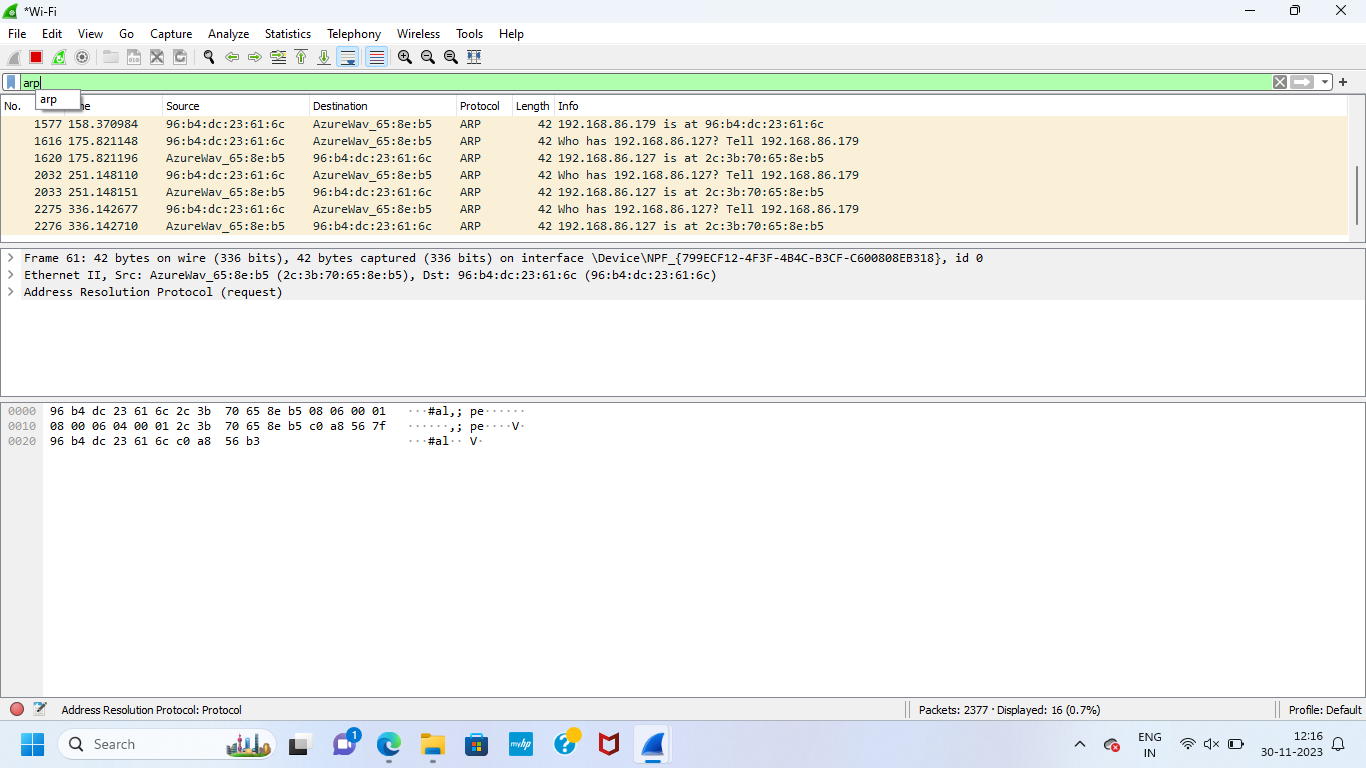 *Wi-Fi
File Edit View Go Capture Analyze Statistics Telephony Wireless Tools Help
arp
arp
No. Source Destination Protocol Length Info
1577 158.370984 96:b4:dc:23:61:6c AzureWav_65:8e:b5 ARP 42 192.168.86.179 is at 96:b4:dc:23:61:6c
1616 175.821148 96:b4:dc:23:61:6c AzureWav_65:8e:b5 ARP 42 Who has 192.168.86.127? Tell 192.168.86.179
1620 175.821196 AzureWav_65:8e:b5 96:b4:dc:23:61:6c ARP 42 192.168.86.127 is at 2c:3b:70:65:8e:b5
2032 251.148110 96:b4:dc:23:61:6c AzureWav_65:8e:b5 ARP 42 Who has 192.168.86.127? Tell 192.168.86.179
2033 251.148151 AzureWav_65:8e:b5 96:b4:dc:23:61:6c ARP 42 192.168.86.127 is at 2c:3b:70:65:8e:b5
2275 336.142677 96:b4:dc:23:61:6c AzureWav_65:8e:b5 ARP 42 Who has 192.168.86.127? Tell 192.168.86.179
2276 336.142710 AzureWav_65:8e:b5 96:b4:dc:23:61:6c ARP 42 192.168.86.127 is at 2c:3b:70:65:8e:b5
Frame 61: 42 bytes on wire (336 bits), 42 bytes captured (336 bits) on interface \Device\NPF_{799ECF12-4F3F-4B4C-B3CF-C600808EB318}, id 0
Ethernet II, Src: AzureWav_65:8e:b5 (2c:3b:70:65:8e:b5), Dst: 96:b4:dc:23:61:6c (96:b4:dc:23:61:6c)
Address Resolution Protocol (request)
0000 96 b4 dc 23 61 6c 2c 3b 70 65 8e b5 08 06 00 01 ···#al,; pe······
0010 08 00 06 04 00 01 2c 3b 70 65 8e b5 c0 a8 56 7f ······,; pe····V·
0020 96 b4 dc 23 61 6c c0 a8 56 b3 ···#al·· V·
Address Resolution Protocol: Protocol
Packets: 2377 · Displayed: 16 (0.7%)
Profile: Default
Search
1
myhp
ENG
IN
12:16
30-11-2023